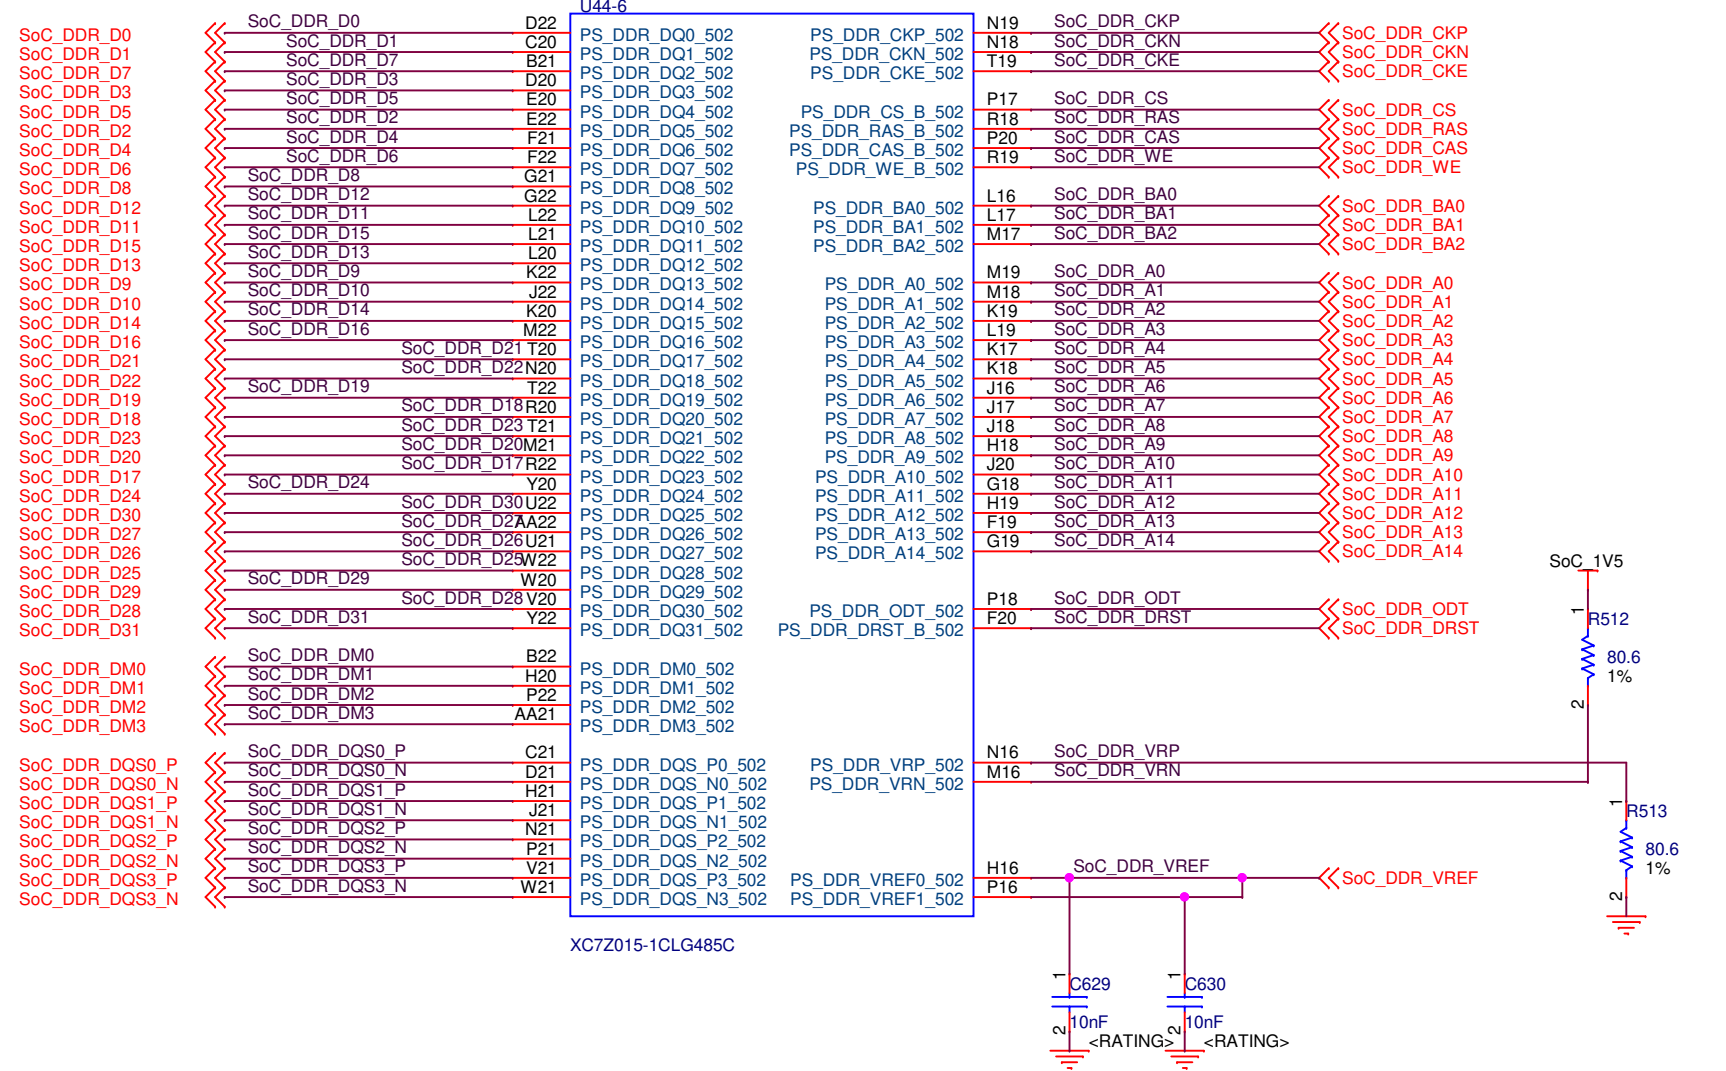 U44-6
SoC_DDR_D0 SoC_DDR_D0 D22 PS_DDR_DQ0_502 PS_DDR_CKP_502 N19 SoC_DDR_CKP SoC_DDR_CKP
SoC_DDR_D1 SoC_DDR_D1 C20 PS_DDR_DQ1_502 PS_DDR_CKN_502 N18 SoC_DDR_CKN SoC_DDR_CKN
SoC_DDR_D7 SoC_DDR_D7 B21 PS_DDR_DQ2_502 PS_DDR_CKE_502 T19 SoC_DDR_CKE SoC_DDR_CKE
SoC_DDR_D3 SoC_DDR_D3 D20 PS_DDR_DQ3_502
SoC_DDR_D5 SoC_DDR_D5 E20 PS_DDR_DQ4_502 PS_DDR_CS_B_502 P17 SoC_DDR_CS SoC_DDR_CS
SoC_DDR_D2 SoC_DDR_D2 E22 PS_DDR_DQ5_502 PS_DDR_RAS_B_502 R18 SoC_DDR_RAS SoC_DDR_RAS
SoC_DDR_D4 SoC_DDR_D4 F21 PS_DDR_DQ6_502 PS_DDR_CAS_B_502 P20 SoC_DDR_CAS SoC_DDR_CAS
SoC_DDR_D6 SoC_DDR_D6 F22 PS_DDR_DQ7_502 PS_DDR_WE_B_502 R19 SoC_DDR_WE SoC_DDR_WE
SoC_DDR_D8 SoC_DDR_D8 G21 PS_DDR_DQ8_502
SoC_DDR_D12 SoC_DDR_D12 G22 PS_DDR_DQ9_502 PS_DDR_BA0_502 L16 SoC_DDR_BA0 SoC_DDR_BA0
SoC_DDR_D11 SoC_DDR_D11 L22 PS_DDR_DQ10_502 PS_DDR_BA1_502 L17 SoC_DDR_BA1 SoC_DDR_BA1
SoC_DDR_D15 SoC_DDR_D15 L21 PS_DDR_DQ11_502 PS_DDR_BA2_502 M17 SoC_DDR_BA2 SoC_DDR_BA2
SoC_DDR_D13 SoC_DDR_D13 L20 PS_DDR_DQ12_502
SoC_DDR_D9 SoC_DDR_D9 K22 PS_DDR_DQ13_502 PS_DDR_A0_502 M19 SoC_DDR_A0 SoC_DDR_A0
SoC_DDR_D10 SoC_DDR_D10 J22 PS_DDR_DQ14_502 PS_DDR_A1_502 M18 SoC_DDR_A1 SoC_DDR_A1
SoC_DDR_D14 SoC_DDR_D14 K20 PS_DDR_DQ15_502 PS_DDR_A2_502 K19 SoC_DDR_A2 SoC_DDR_A2
SoC_DDR_D16 SoC_DDR_D16 M22 PS_DDR_DQ16_502 PS_DDR_A3_502 L19 SoC_DDR_A3 SoC_DDR_A3
SoC_DDR_D21 SoC_DDR_D21 T20 PS_DDR_DQ17_502 PS_DDR_A4_502 K17 SoC_DDR_A4 SoC_DDR_A4
SoC_DDR_D22 SoC_DDR_D22 N20 PS_DDR_DQ18_502 PS_DDR_A5_502 K18 SoC_DDR_A5 SoC_DDR_A5
SoC_DDR_D19 SoC_DDR_D19 T22 PS_DDR_DQ19_502 PS_DDR_A6_502 J16 SoC_DDR_A6 SoC_DDR_A6
SoC_DDR_D18 SoC_DDR_D18 R20 PS_DDR_DQ20_502 PS_DDR_A7_502 J17 SoC_DDR_A7 SoC_DDR_A7
SoC_DDR_D23 SoC_DDR_D23 T21 PS_DDR_DQ21_502 PS_DDR_A8_502 J18 SoC_DDR_A8 SoC_DDR_A8
SoC_DDR_D20 SoC_DDR_D20 M21 PS_DDR_DQ22_502 PS_DDR_A9_502 H18 SoC_DDR_A9 SoC_DDR_A9
SoC_DDR_D17 SoC_DDR_D17 R22 PS_DDR_DQ23_502 PS_DDR_A10_502 J20 SoC_DDR_A10 SoC_DDR_A10
SoC_DDR_D24 SoC_DDR_D24 Y20 PS_DDR_DQ24_502 PS_DDR_A11_502 G18 SoC_DDR_A11 SoC_DDR_A11
SoC_DDR_D30 SoC_DDR_D30 U22 PS_DDR_DQ25_502 PS_DDR_A12_502 H19 SoC_DDR_A12 SoC_DDR_A12
SoC_DDR_D27 SoC_DDR_D27 AA22 PS_DDR_DQ26_502 PS_DDR_A13_502 F19 SoC_DDR_A13 SoC_DDR_A13
SoC_DDR_D26 SoC_DDR_D26 U21 PS_DDR_DQ27_502 PS_DDR_A14_502 G19 SoC_DDR_A14 SoC_DDR_A14
SoC_DDR_D25 SoC_DDR_D25 W22 PS_DDR_DQ28_502 SoC_1V5
SoC_DDR_D29 SoC_DDR_D29 W20 PS_DDR_DQ29_502
SoC_DDR_D28 SoC_DDR_D28 V20 PS_DDR_DQ30_502 PS_DDR_ODT_502 P18 SoC_DDR_ODT SoC_DDR_ODT 1
SoC_DDR_D31 SoC_DDR_D31 Y22 PS_DDR_DQ31_502 PS_DDR_DRST_B_502 F20 SoC_DDR_DRST SoC_DDR_DRST R512
80.6
SoC_DDR_DM0 SoC_DDR_DM0 B22 PS_DDR_DM0_502 1%
SoC_DDR_DM1 SoC_DDR_DM1 H20 PS_DDR_DM1_502
SoC_DDR_DM2 SoC_DDR_DM2 P22 PS_DDR_DM2_502 2
SoC_DDR_DM3 SoC_DDR_DM3 AA21 PS_DDR_DM3_502
SoC_DDR_DQS0_P SoC_DDR_DQS0_P C21 PS_DDR_DQS_P0_502 PS_DDR_VRP_502 N16 SoC_DDR_VRP
SoC_DDR_DQS0_N SoC_DDR_DQS0_N D21 PS_DDR_DQS_N0_502 PS_DDR_VRN_502 M16 SoC_DDR_VRN
SoC_DDR_DQS1_P SoC_DDR_DQS1_P H21 PS_DDR_DQS_P1_502 1
SoC_DDR_DQS1_N SoC_DDR_DQS1_N J21 PS_DDR_DQS_N1_502 R513
SoC_DDR_DQS2_P SoC_DDR_DQS2_P N21 PS_DDR_DQS_P2_502 80.6
SoC_DDR_DQS2_N SoC_DDR_DQS2_N P21 PS_DDR_DQS_N2_502 1%
SoC_DDR_DQS3_P SoC_DDR_DQS3_P V21 PS_DDR_DQS_P3_502 PS_DDR_VREF0_502 H16 SoC_DDR_VREF SoC_DDR_VREF
SoC_DDR_DQS3_N SoC_DDR_DQS3_N W21 PS_DDR_DQS_N3_502 PS_DDR_VREF1_502 P16 2
XC7Z015-1CLG485C
1 1
C629 C630
10nF 10nF
2 2
<RATING> <RATING>